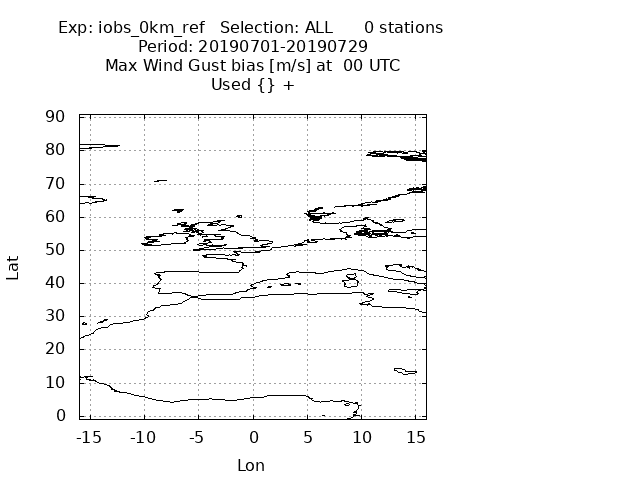 Exp: iobs_0km_ref   Selection: ALL      0 stations
Period: 20190701-20190729
Max Wind Gust bias [m/s] at  00 UTC
Used {} +
90
80
70
60
50
40
30
20
10
0
Lat
-15 -10 -5 0 5 10 15
Lon